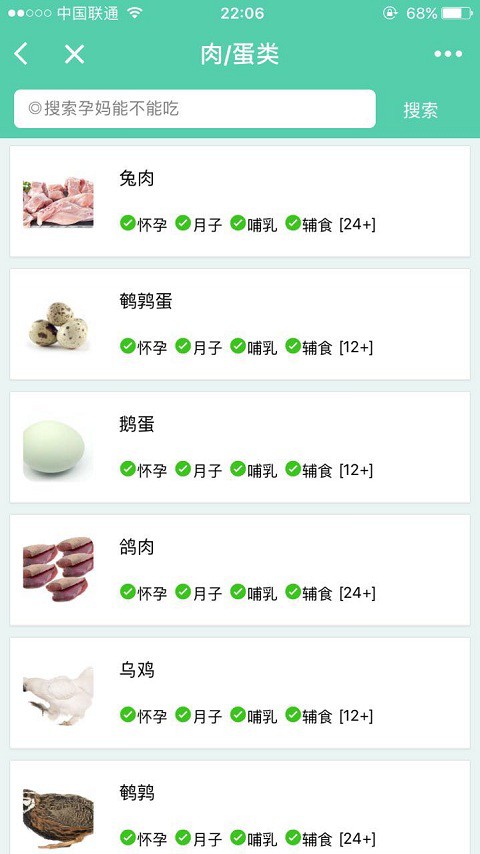 中国联通 22:06 68%
肉/蛋类
◎搜索孕妈能不能吃 搜索
兔肉
怀孕 月子 哺乳 辅食 [24+]
鹌鹑蛋
怀孕 月子 哺乳 辅食 [12+]
鹅蛋
怀孕 月子 哺乳 辅食 [12+]
鸽肉
怀孕 月子 哺乳 辅食 [24+]
乌鸡
怀孕 月子 哺乳 辅食 [12+]
鹌鹑
怀孕 月子 哺乳 辅食 [24+]